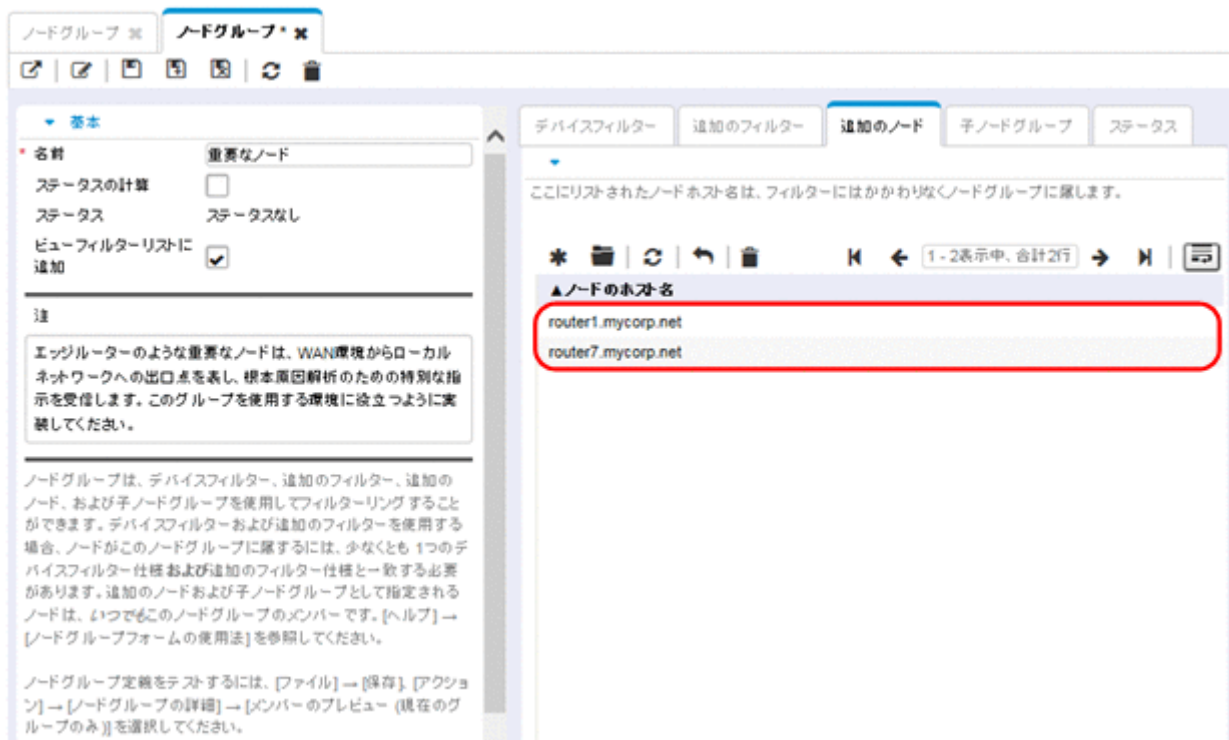 ノードグループ
ノードグループ *
基本
* 名前
重要なノード
ステータスの計算
ステータス
ステータスなし
ビューフィルターリストに
追加
注
エッジルーターのような重要なノードは、WAN環境からローカル
ネットワークへの出口点を表し、根本原因解析のための特別な指
示を受信します。このグループを使用する環境に役立つように実
装してください。
ノードグループは、デバイスフィルター、追加のフィルター、追加の
ノード、および子ノードグループを使用してフィルターリングすること
ができます。デバイスフィルターおよび追加のフィルターを使用する
場合、ノードがこのノードグループに属するには、少なくとも 1つのデ
バイスフィルター仕様および追加のフィルター仕様と一致する必要
があります。追加のノードおよび子ノードグループとして指定される
ノードは、いつでもこのノードグループのメンバーです。[ヘルプ] →
[ノードグループフォームの使用法] を参照してください。
ノードグループ定義をテストするには、[ファイル] → [保存]、[アクショ
ン] → [ノードグループの詳細] → [メンバーのプレビュー (現在のグ
ループのみ)] を選択してください。
デバイスフィルター
追加のフィルター
追加のノード
子ノードグループ
ステータス
ここにリストされたノードホスト名は、フィルターにはかかわりなくノードグループに属します。
1 - 2表示中、合計2行
▲ノードのホスト名
router1.mycorp.net
router7.mycorp.net